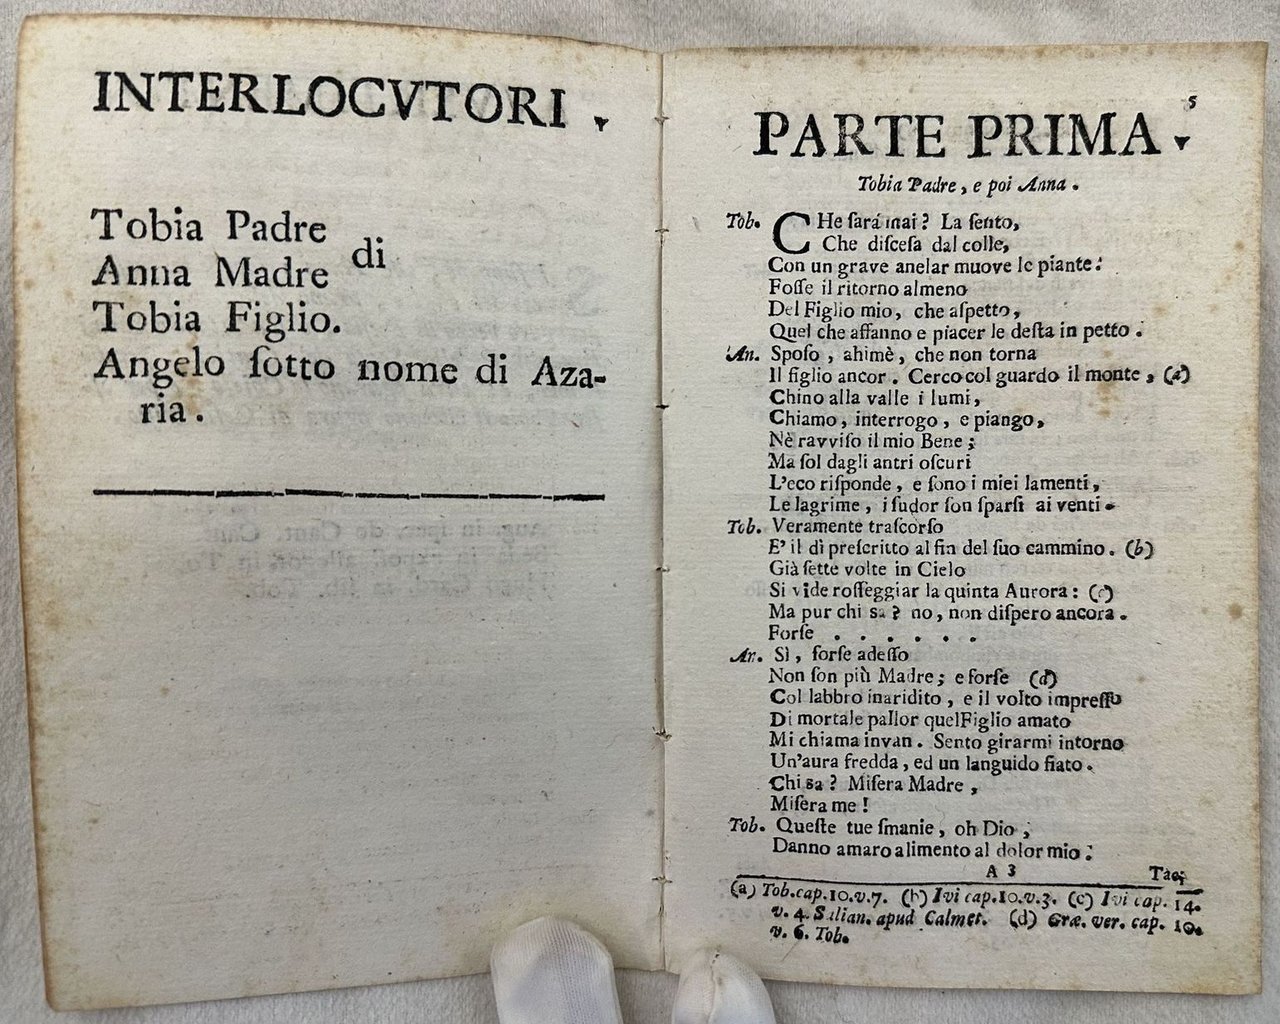 INTERLOCVTORI.
Tobia Padre
di
Anna Madre
Tobia Figlio.
Angelo ſotto nome di Aza-
ria.
5
PARTE PRIMA.
Tobia Padre, e poi Anna.
Tob. CHe ſará mai? La ſento,
Che diſceſa dal colle,
Con un grave anelar muove le piante:
Foſſe il ritorno almeno
Del Figlio mio, che aſpetto,
Quel che affanno e piacer le deſta in petto.
An. Spoſo, ahimè, che non torna
Il figlio ancor. Cerco col guardo il monte, (a)
Chino alla valle i lumi,
Chiamo, interrogo, e piango,
Nè ravviſo il mio Bene;
Ma ſol dagli antri oſcuri
L'eco riſponde, e ſono i miei lamenti,
Le lagrime, i ſudor ſon ſparſi ai venti.
Tob. Veramente traſcorſo
E' il dì preſcritto al fin del ſuo cammino. (b)
Già ſette volte in Cielo
Si vide roſſeggiar la quinta Aurora: (c)
Ma pur chi sa? no, non diſpero ancora.
Forſe . . . . . .
An. Sì, forſe adeſſo
Non ſon più Madre; e forſe (d)
Col labbro inaridito, e il volto impreſſo
Di mortale pallor quel Figlio amato
Mi chiama invan. Sento girarmi intorno
Un'aura fredda, ed un languido fiato.
Chi sa? Miſera Madre,
Miſera me!
Tob. Queſte tue ſmanie, oh Dio,
Danno amaro alimento al dolor mio:
A 3 Tac;
(a) Tob. cap. 10. v. 7. (b) Ivi cap. 10. v. 3. (c) Ivi cap. 14.
v. 4. Salian. apud Calmet. (d) Græ. ver. cap. 10.
v. 6. Tob.